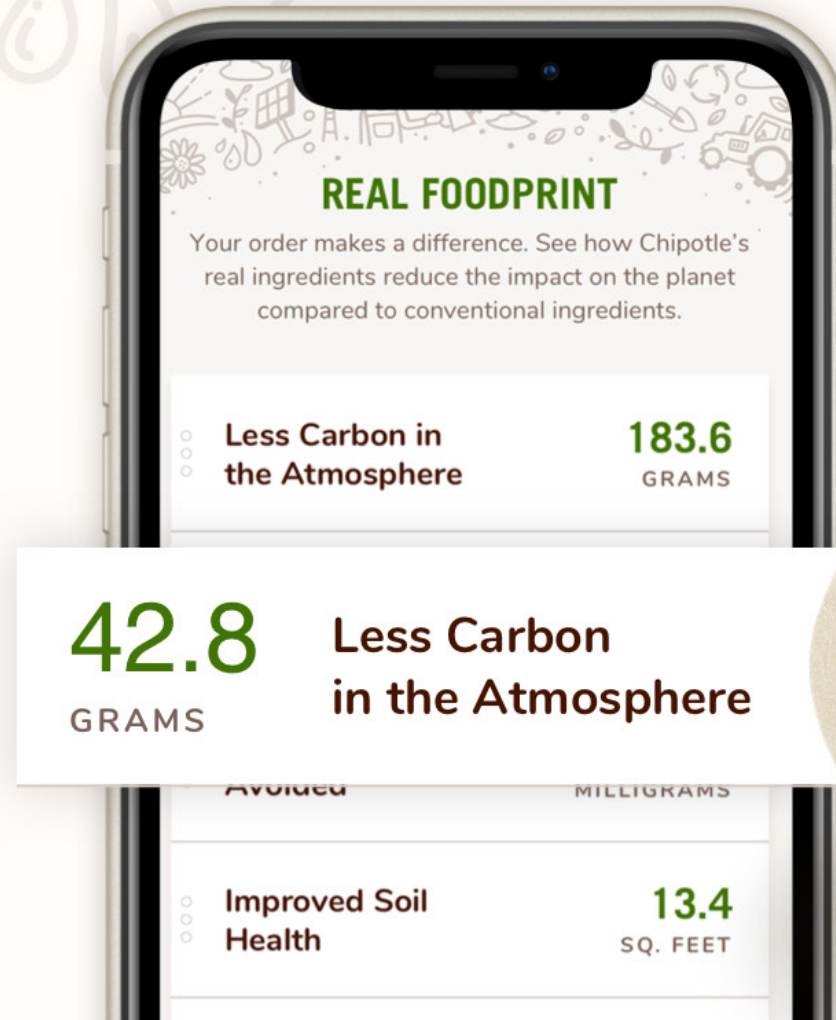 REAL FOODPRINT
Your order makes a difference. See how Chipotle's
real ingredients reduce the impact on the planet
compared to conventional ingredients.
Less Carbon in
the Atmosphere
183.6
GRAMS
42.8
GRAMS
Less Carbon
in the Atmosphere
Avoided
MILLIGRAMS
Improved Soil
Health
13.4
SQ. FEET